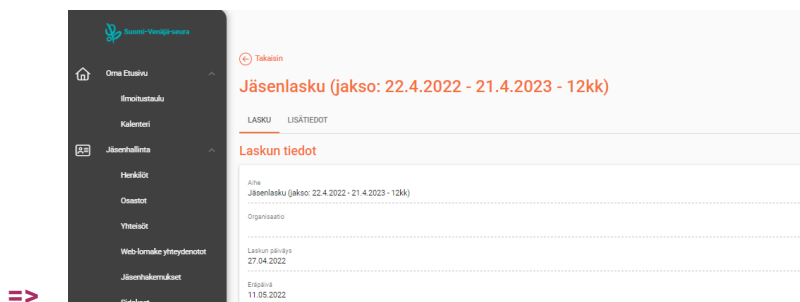 Suomi-Venäjä-seura
Oma Etusivu
Ilmoitustaulu
Kalenteri
Jäsenhallinta
Henkilöt
Osastot
Yhteisöt
Web-lomake yhteydenotot
Jäsenhakemukset
=>
Takaisin
Jäsenlasku (jakso: 22.4.2022 - 21.4.2023 - 12kk)
LASKU LISÄTIEDOT
Laskun tiedot
Aihe
Jäsenlasku (jakso: 22.4.2022 - 21.4.2023 - 12kk)
Organisaatio
Laskun päiväys
27.04.2022
Eräpäivä
11.05.2022